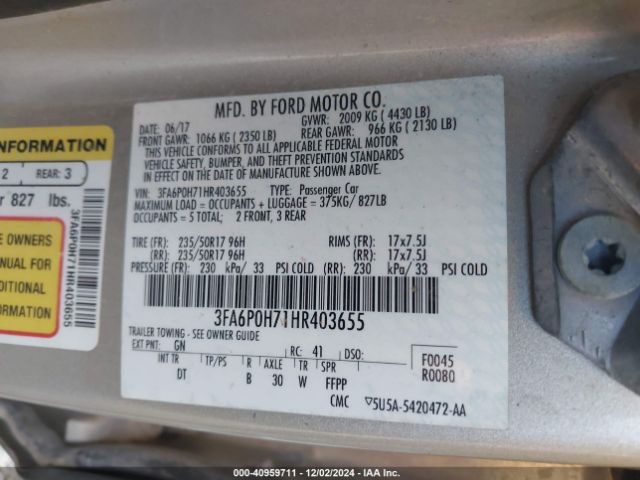 INFORMATION
2 REAR: 3
r 827 lbs.
3FA6P0H71HR403655
E OWNERS
NUAL FOR
DITIONAL
ORMATION
MFD. BY FORD MOTOR CO.
DATE: 06/17 GVWR: 2009 KG ( 4430 LB)
FRONT GAWR: 1066 KG ( 2350 LB) REAR GAWR: 966 KG ( 2130 LB)
THIS VEHICLE CONFORMS TO ALL APPLICABLE FEDERAL MOTOR
VEHICLE SAFETY, BUMPER, AND THEFT PREVENTION STANDARDS
IN EFFECT ON THE DATE OF MANUFACTURE SHOWN ABOVE.
VIN: 3FA6P0H71HR403655 TYPE: Passenger Car
MAXIMUM LOAD = OCCUPANTS + LUGGAGE = 375KG/ 827LB
OCCUPANTS = 5 TOTAL; 2 FRONT, 3 REAR
TIRE (FR): 235/50R17 96H RIMS (FR): 17x7.5J
(RR): 235/50R17 96H (RR): 17x7.5J
PRESSURE (FR): 230 kPa/ 33 PSI COLD (RR): 230 kPa/ 33 PSI COLD
3FA6P0H71HR403655
TRAILER TOWING - SEE OWNER GUIDE
EXT PNT: GN RC: 41 DSO: F0045
INT TR TP/PS R AXLE TR SPR R0080
DT B 30 W FFPP
CMC ▽5U5A-5420472-AA
000-40959711 - 12/02/2024 - IAA Inc.